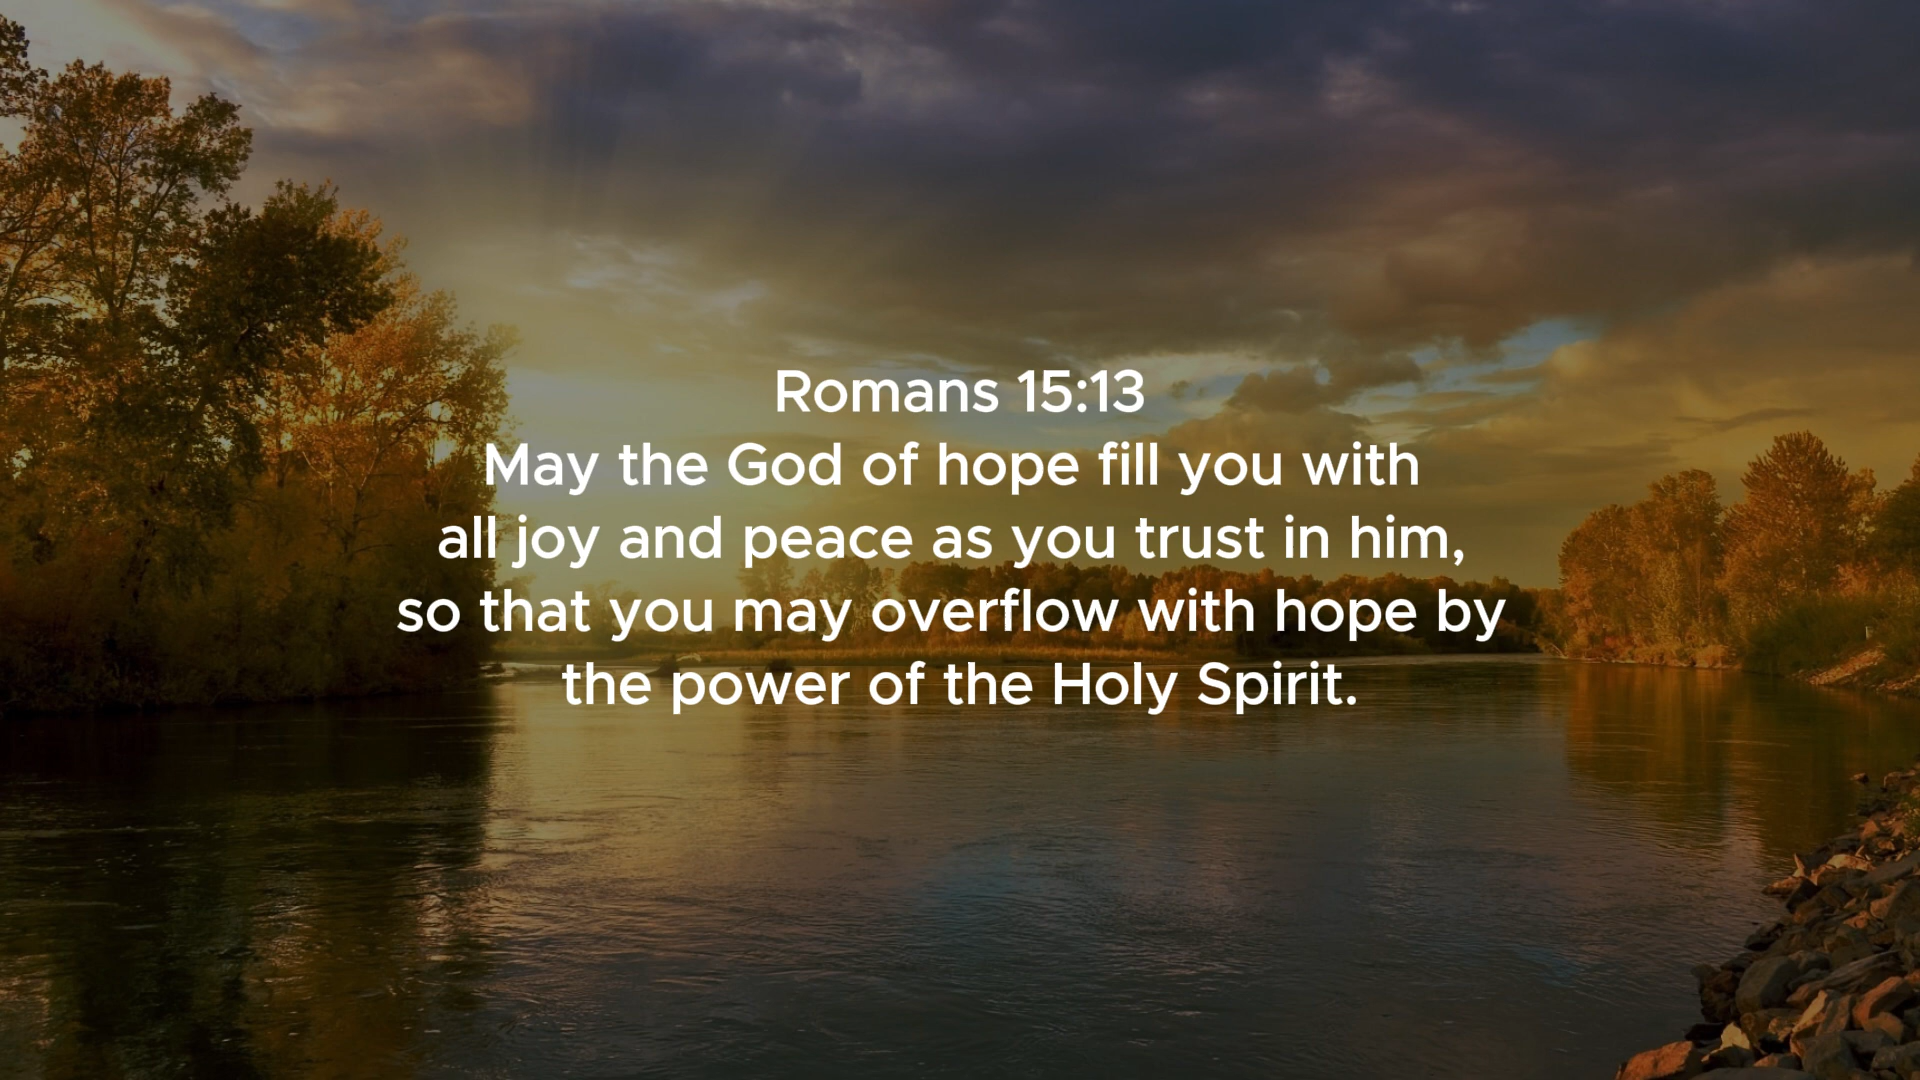 Romans 15:13
May the God of hope fill you with
all joy and peace as you trust in him,
so that you may overflow with hope by
the power of the Holy Spirit.